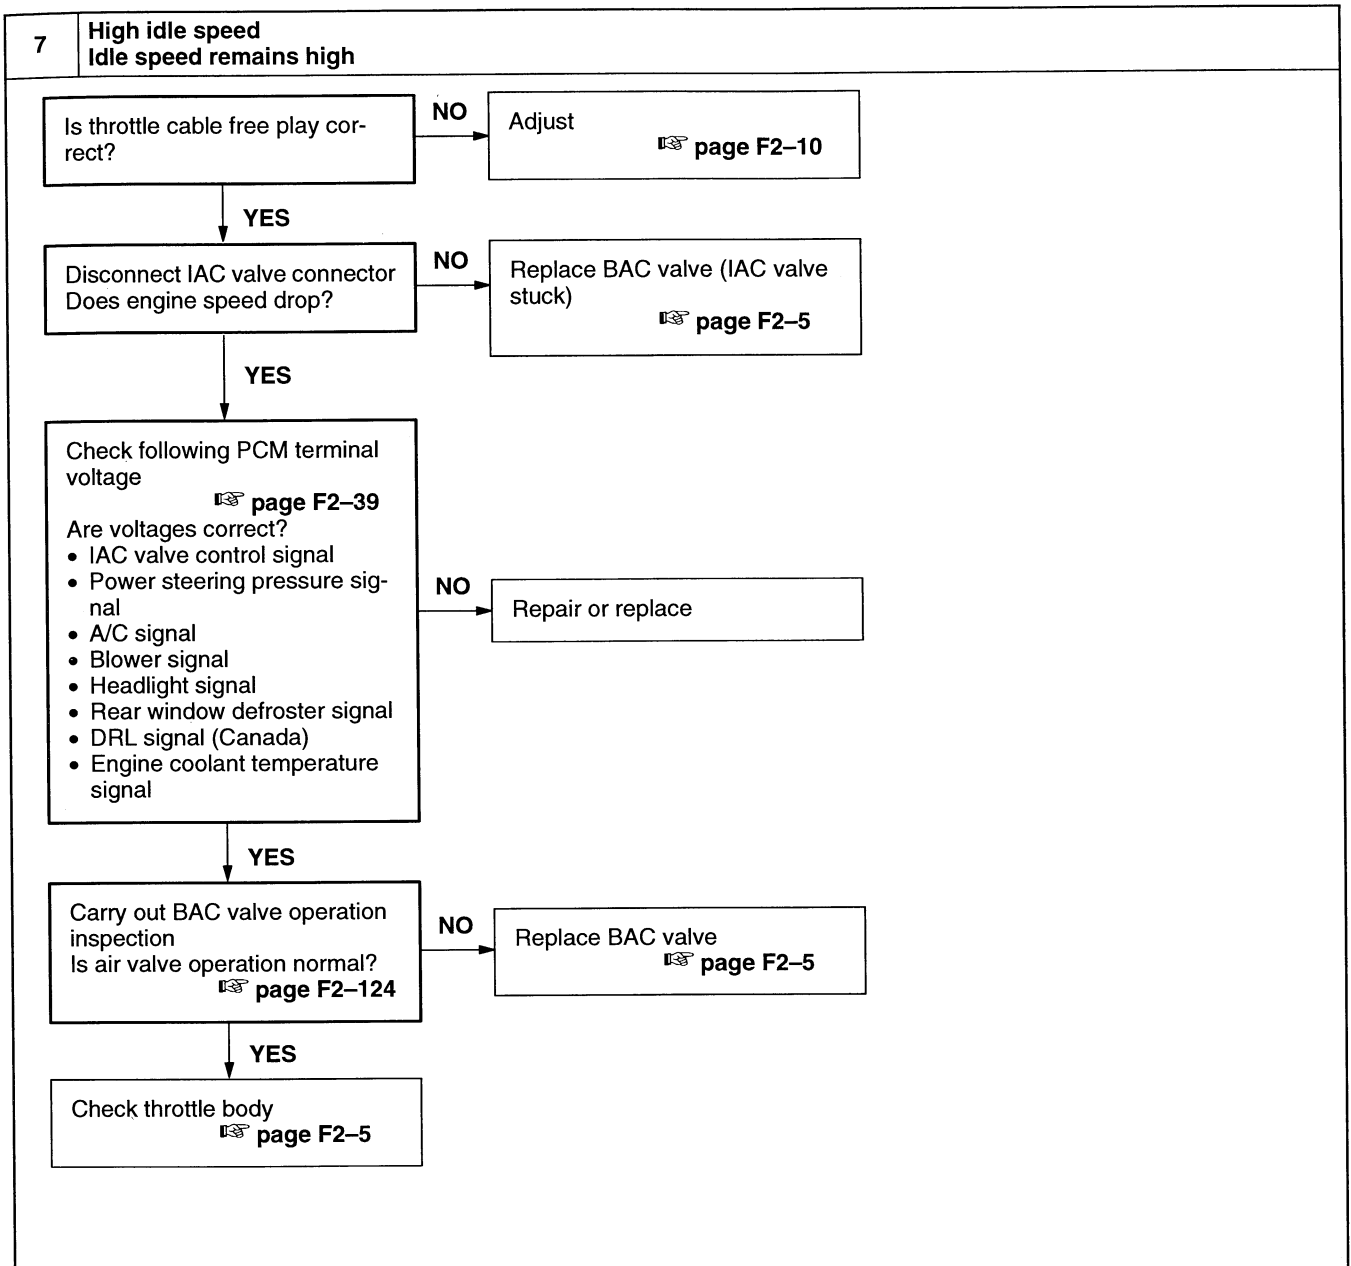 7
High idle speed
Idle speed remains high
Is throttle cable free play cor-
rect?
NO
Adjust
☞ page F2–10
YES
Disconnect IAC valve connector
Does engine speed drop?
NO
Replace BAC valve (IAC valve
stuck)
☞ page F2–5
YES
Check following PCM terminal
voltage
☞ page F2–39
Are voltages correct?
• IAC valve control signal
• Power steering pressure sig-
nal
• A/C signal
• Blower signal
• Headlight signal
• Rear window defroster signal
• DRL signal (Canada)
• Engine coolant temperature
signal
NO
Repair or replace
YES
Carry out BAC valve operation
inspection
Is air valve operation normal?
☞ page F2–124
NO
Replace BAC valve
☞ page F2–5
YES
Check throttle body
☞ page F2–5